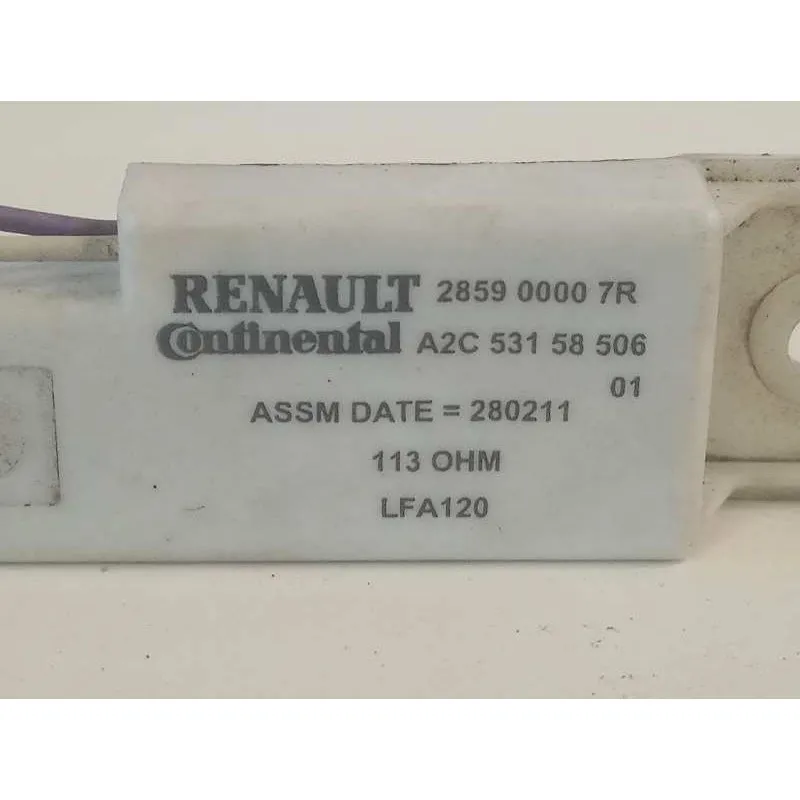 RENAULT 2859 0000 7R
Continental A2C 531 58 506
01
ASSM DATE = 280211
113 OHM
LFA120